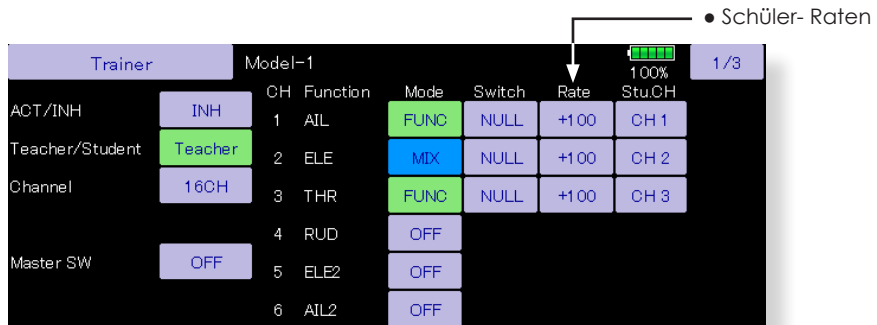 ● Schüler- Raten
Trainer Model-1 100% 1/3
CH Function Mode Switch Rate Stu.CH
ACT/INH INH 1 AIL FUNC NULL +100 CH 1
Teacher/Student Teacher 2 ELE MIX NULL +100 CH 2
Channel 16CH 3 THR FUNC NULL +100 CH 3
4 RUD OFF
Master SW OFF 5 ELE2 OFF
6 AIL2 OFF